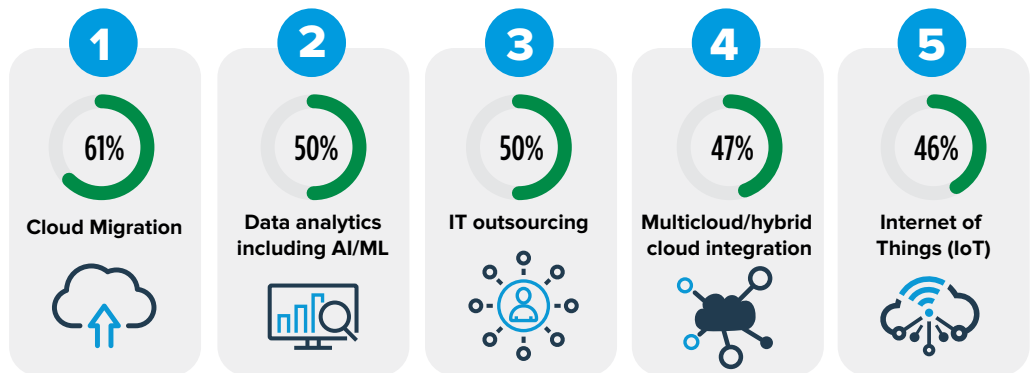 1
61%
Cloud Migration
2
50%
Data analytics
including AI/ML
3
50%
IT outsourcing
4
47%
Multicloud/hybrid
cloud integration
5
46%
Internet of
Things (IoT)